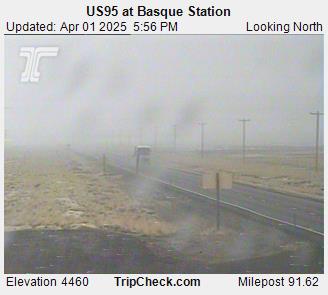 US95 at Basque Station
Updated: Apr 01 2025 5:56 PM Looking North
Elevation 4460 TripCheck.com Milepost 91.62